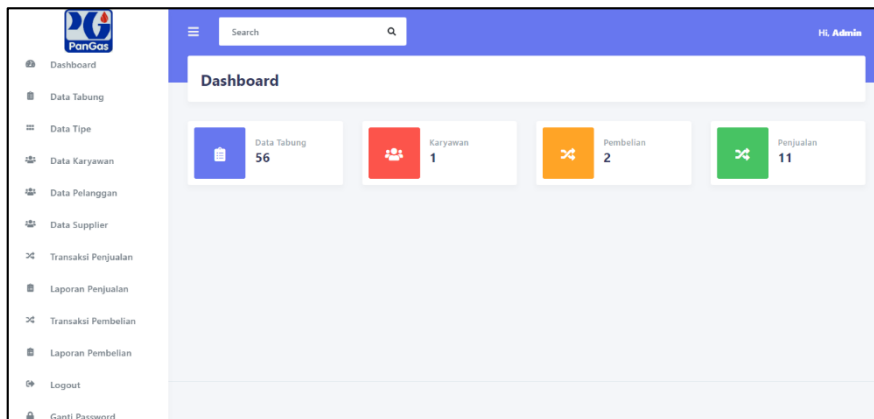 PG
PanGas
Search
Hi, Admin
Dashboard
Data Tabung
Data Tipe
Data Karyawan
Data Pelanggan
Data Supplier
Transaksi Penjualan
Laporan Penjualan
Transaksi Pembelian
Laporan Pembelian
Logout
Ganti Password
Dashboard
Data Tabung
56
Karyawan
1
Pembelian
2
Penjualan
11